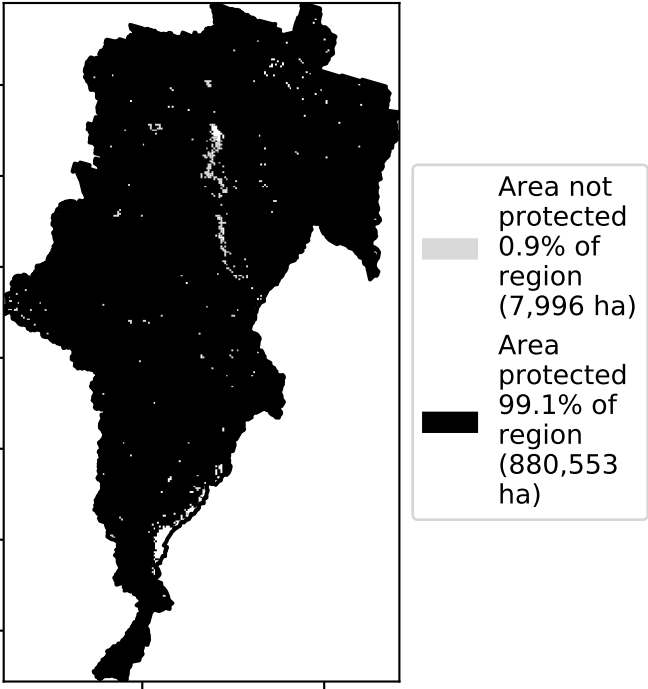 Area not
protected
0.9% of
region
(7,996 ha)
Area
protected
99.1% of
region
(880,553
ha)